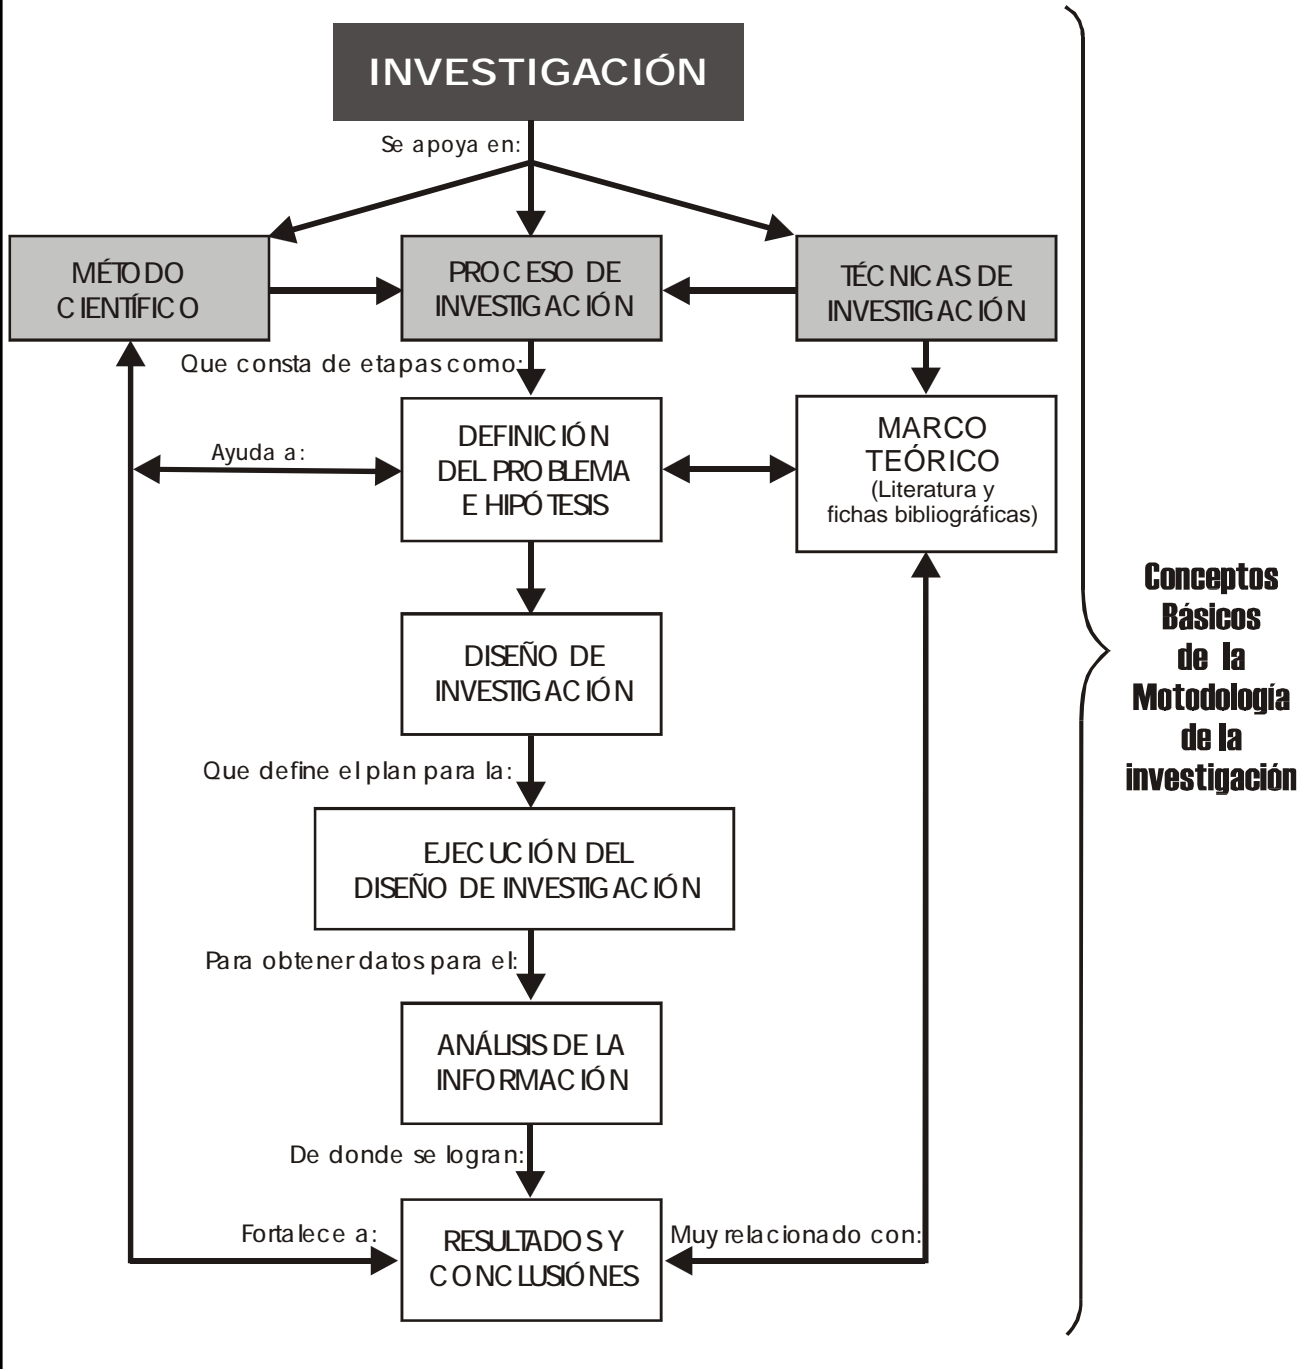 INVESTIGACIÓN
Se apoya en:
MÉTODO
CIENTÍFICO
PROCESO DE
INVESTIGACIÓN
TÉCNICAS DE
INVESTIGACIÓN
Que consta de etapas como:
Ayuda a:
DEFINICIÓN
DEL PROBLEMA
E HIPÓTESIS
MARCO
TEÓRICO
(Literatura y
fichas bibliográficas)
DISEÑO DE
INVESTIGACIÓN
Que define el plan para la:
EJECUCIÓN DEL
DISEÑO DE INVESTIGACIÓN
Para obtener datos para el:
ANÁLISIS DE LA
INFORMACIÓN
De donde se logran:
Fortalece a:
RESULTADOS Y
CONCLUSIÓNES
Muy relacionado con:
Conceptos
Básicos
de la
Motodología
de la
investigación